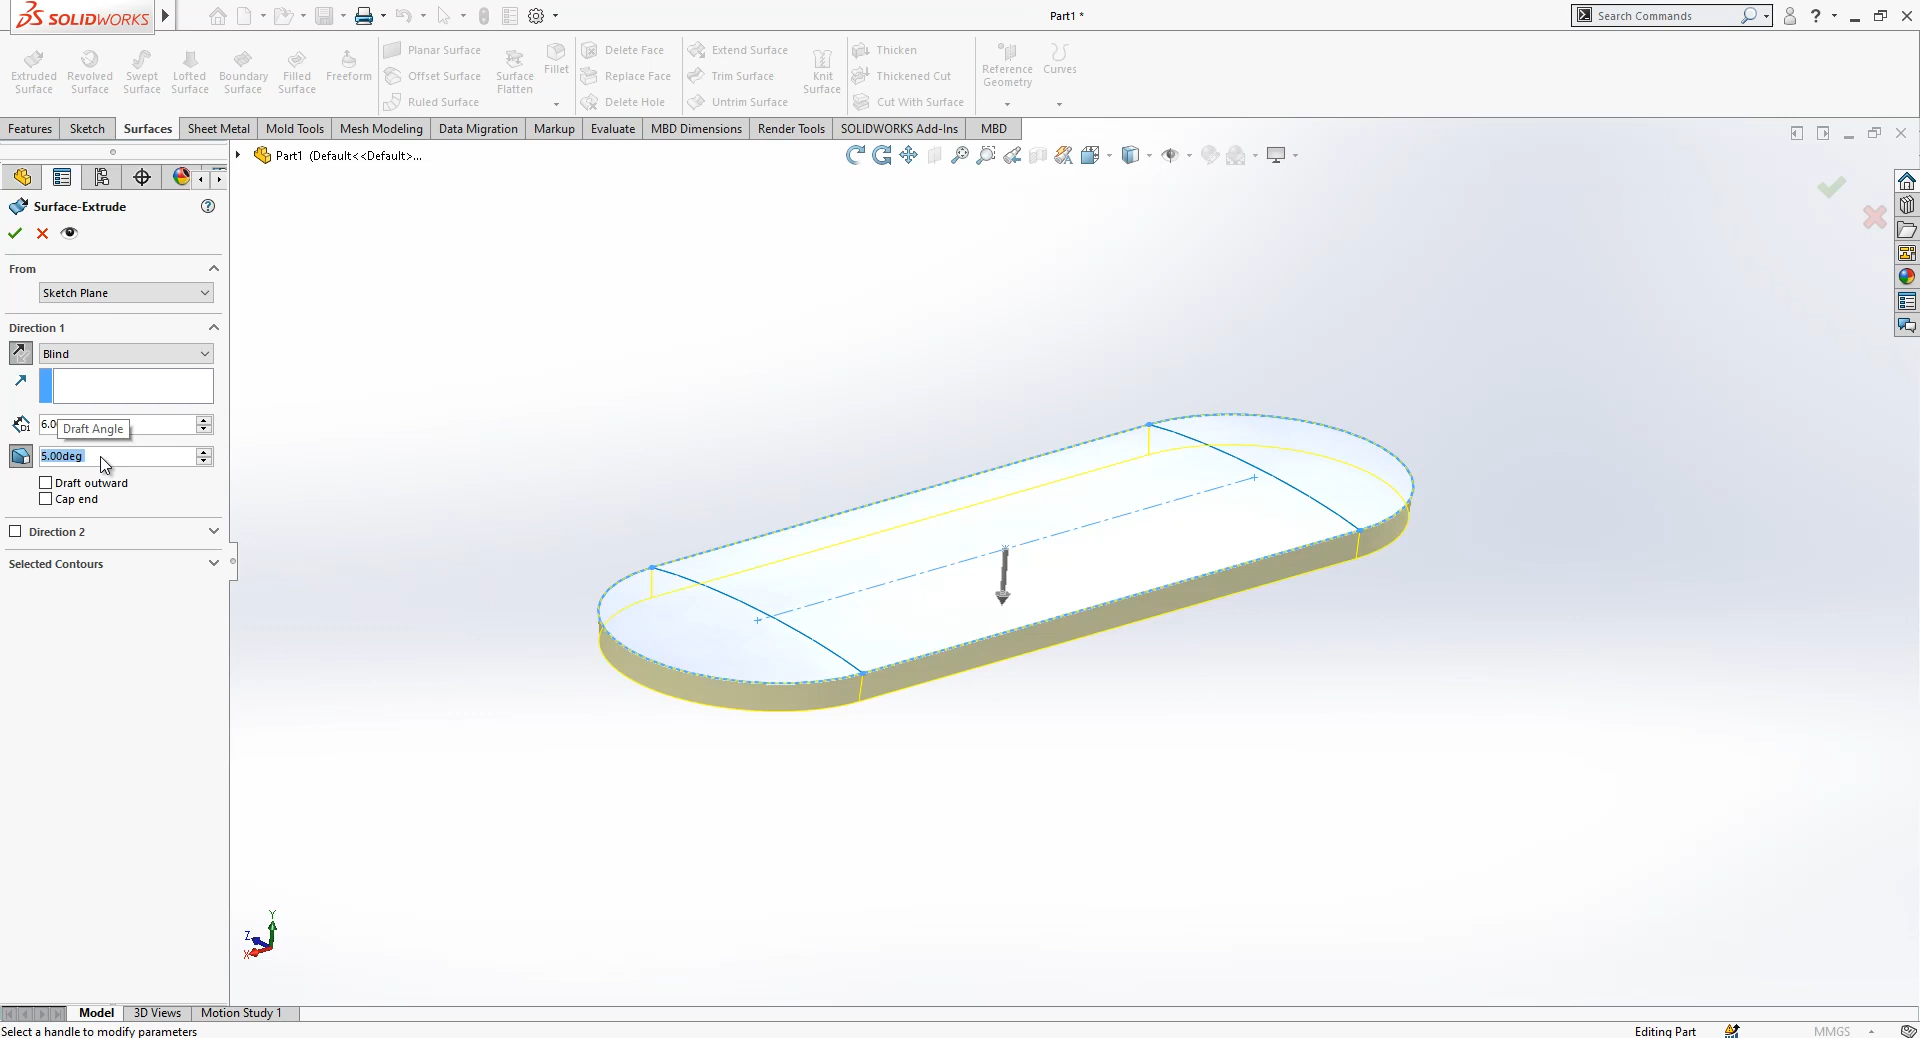 SOLIDWORKS
Part1 *
Search Commands
?
Extruded Surface
Revolved Surface
Swept Surface
Lofted Surface
Boundary Surface
Filled Surface
Freeform
Planar Surface
Offset Surface
Ruled Surface
Surface Flatten
Fillet
Delete Face
Replace Face
Delete Hole
Extend Surface
Trim Surface
Untrim Surface
Knit Surface
Thicken
Thickened Cut
Cut With Surface
Reference Geometry
Curves
Features
Sketch
Surfaces
Sheet Metal
Mold Tools
Mesh Modeling
Data Migration
Markup
Evaluate
MBD Dimensions
Render Tools
SOLIDWORKS Add-Ins
MBD
Part1 (Default<<Default>...
Surface-Extrude
?
From
Sketch Plane
Direction 1
Blind
D1
6.0
Draft Angle
5.00deg
Draft outward
Cap end
Direction 2
Selected Contours
Y
Z
X
Model
3D Views
Motion Study 1
Select a handle to modify parameters
Editing Part
MMGS